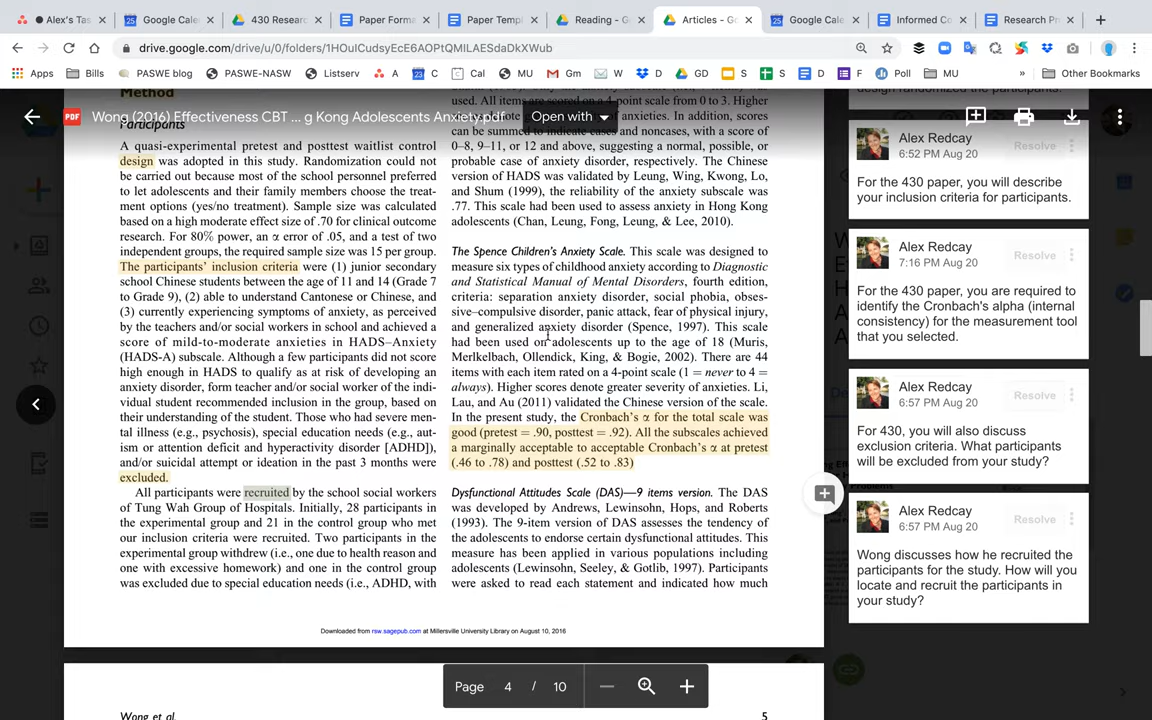 Alex's Tas
Google Cale
430 Resear
Paper Forma
Paper Temp
Reading - G
Articles - Go
Google Cale
Informed Co
Research Pr
drive.google.com/drive/u/0/folders/1HOuICudsyEcE6AOPtQMILAESdaDkXWub
Apps
Bills
PASWE blog
PASWE-NASW
Listserv
A
C
Cal
MU
Gm
W
D
GD
S
S
D
F
Poll
MU
»
Other Bookmarks
PDF
Wong (2016) Effectiveness CBT ... g Kong Adolescents Anxiety.pdf
Open with
Method
Participants
A quasi-experimental pretest and posttest waitlist control
design was adopted in this study. Randomization could not
be carried out because most of the school personnel preferred
to let adolescents and their family members choose the treat-
ment options (yes/no treatment). Sample size was calculated
based on a high moderate effect size of .70 for clinical outcome
research. For 80% power, an α error of .05, and a test of two
independent groups, the required sample size was 15 per group.
The participants' inclusion criteria were (1) junior secondary
school Chinese students between the age of 11 and 14 (Grade 7
to Grade 9), (2) able to understand Cantonese or Chinese, and
(3) currently experiencing symptoms of anxiety, as perceived
by the teachers and/or social workers in school and achieved a
score of mild-to-moderate anxieties in HADS–Anxiety
(HADS-A) subscale. Although a few participants did not score
high enough in HADS to qualify as at risk of developing an
anxiety disorder, form teacher and/or social worker of the indi-
vidual student recommended inclusion in the group, based on
their understanding of the student. Those who had severe men-
tal illness (e.g., psychosis), special education needs (e.g., aut-
ism or attention deficit and hyperactivity disorder [ADHD]),
and/or suicidal attempt or ideation in the past 3 months were
excluded.
All participants were recruited by the school social workers
of Tung Wah Group of Hospitals. Initially, 28 participants in
the experimental group and 21 in the control group who met
our inclusion criteria were recruited. Two participants in the
experimental group withdrew (i.e., one due to health reason and
one with excessive homework) and one in the control group
was excluded due to special education needs (i.e., ADHD, with
used. All items are scored on a 4-point scale from 0 to 3. Higher
anxieties. In addition, scores
can be summed to indicate cases and noncases, with a score of
0–8, 9–11, or 12 and above, suggesting a normal, possible, or
probable case of anxiety disorder, respectively. The Chinese
version of HADS was validated by Leung, Wing, Kwong, Lo,
and Shum (1999), the reliability of the anxiety subscale was
.77. This scale had been used to assess anxiety in Hong Kong
adolescents (Chan, Leung, Fong, Leung, & Lee, 2010).
The Spence Children's Anxiety Scale. This scale was designed to
measure six types of childhood anxiety according to Diagnostic
and Statistical Manual of Mental Disorders, fourth edition,
criteria: separation anxiety disorder, social phobia, obses-
sive–compulsive disorder, panic attack, fear of physical injury,
and generalized anxiety disorder (Spence, 1997). This scale
had been used on adolescents up to the age of 18 (Muris,
Merlkelbach, Ollendick, King, & Bogie, 2002). There are 44
items with each item rated on a 4-point scale (1 = never to 4 =
always). Higher scores denote greater severity of anxieties. Li,
Lau, and Au (2011) validated the Chinese version of the scale.
In the present study, the Cronbach's α for the total scale was
good (pretest = .90, posttest = .92). All the subscales achieved
a marginally acceptable to acceptable Cronbach's α at pretest
(.46 to .78) and posttest (.52 to .83)
Dysfunctional Attitudes Scale (DAS)—9 items version. The DAS
was developed by Andrews, Lewinsohn, Hops, and Roberts
(1993). The 9-item version of DAS assesses the tendency of
the adolescents to endorse certain dysfunctional attitudes. This
measure has been applied in various populations including
adolescents (Lewinsohn, Seeley, & Gotlib, 1997). Participants
were asked to read each statement and indicated how much
Downloaded from rsw.sagepub.com at Millersville University Library on August 10, 2016
Page 4 / 10
Wong et al.
5
design randomized the participants.
Alex Redcay
6:52 PM Aug 20
Resolve
For the 430 paper, you will describe
your inclusion criteria for participants.
Alex Redcay
7:16 PM Aug 20
Resolve
For the 430 paper, you are required to
identify the Cronbach's alpha (internal
consistency) for the measurement tool
that you selected.
Alex Redcay
6:57 PM Aug 20
Resolve
For 430, you will also discuss
exclusion criteria. What participants
will be excluded from your study?
Alex Redcay
6:57 PM Aug 20
Resolve
Wong discusses how he recruited the
participants for the study. How will you
locate and recruit the participants in
your study?